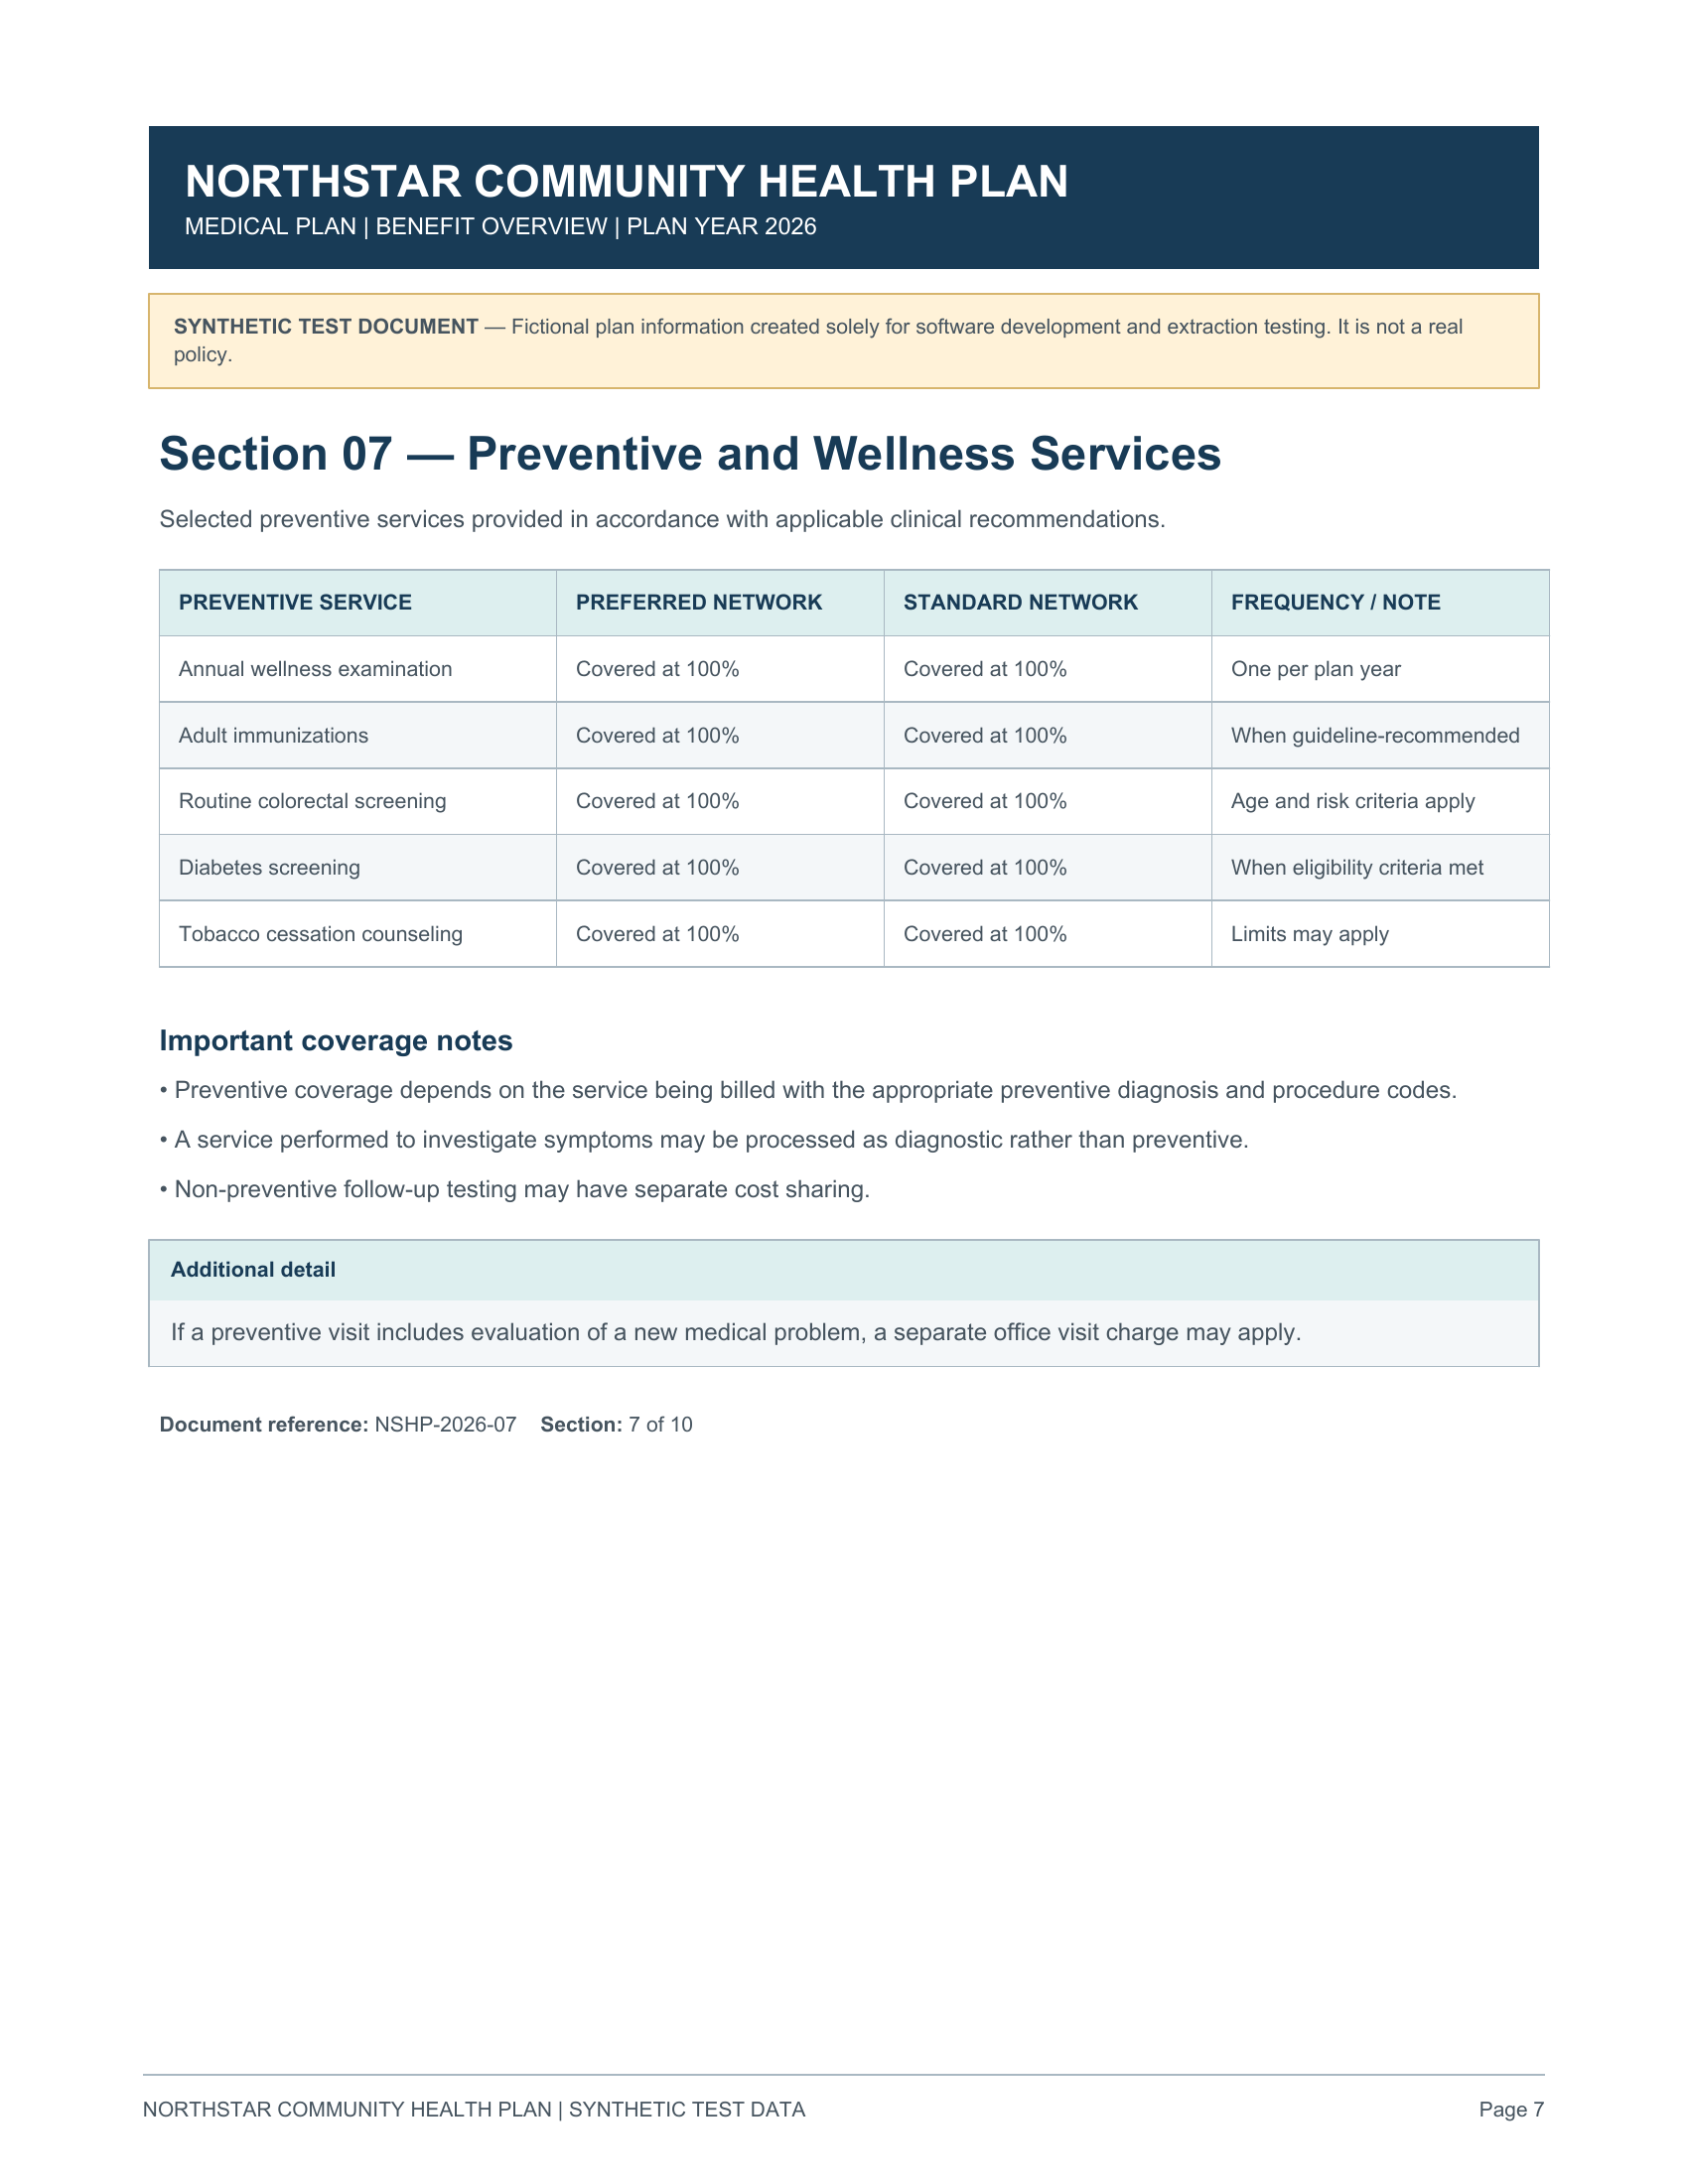 NORTHSTAR COMMUNITY HEALTH PLAN
MEDICAL PLAN | BENEFIT OVERVIEW | PLAN YEAR 2026
SYNTHETIC TEST DOCUMENT — Fictional plan information created solely for software development and extraction testing. It is not a real
policy.
Section 07 — Preventive and Wellness Services
Selected preventive services provided in accordance with applicable clinical recommendations.
PREVENTIVE SERVICE PREFERRED NETWORK STANDARD NETWORK FREQUENCY / NOTE
Annual wellness examination Covered at 100% Covered at 100% One per plan year
Adult immunizations Covered at 100% Covered at 100% When guideline-recommended
Routine colorectal screening Covered at 100% Covered at 100% Age and risk criteria apply
Diabetes screening Covered at 100% Covered at 100% When eligibility criteria met
Tobacco cessation counseling Covered at 100% Covered at 100% Limits may apply
Important coverage notes
• Preventive coverage depends on the service being billed with the appropriate preventive diagnosis and procedure codes.
• A service performed to investigate symptoms may be processed as diagnostic rather than preventive.
• Non-preventive follow-up testing may have separate cost sharing.
Additional detail
If a preventive visit includes evaluation of a new medical problem, a separate office visit charge may apply.
Document reference: NSHP-2026-07 Section: 7 of 10
NORTHSTAR COMMUNITY HEALTH PLAN | SYNTHETIC TEST DATA Page 7